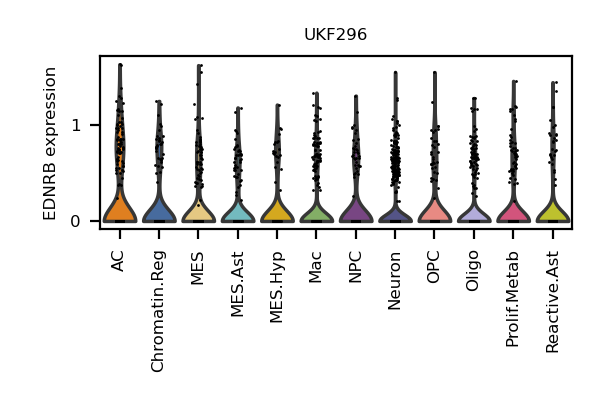 UKF296
EDNRB expression
1
0
AC
Chromatin.Reg
MES
MES.Ast
MES.Hyp
Mac
NPC
Neuron
OPC
Oligo
Prolif.Metab
Reactive.Ast